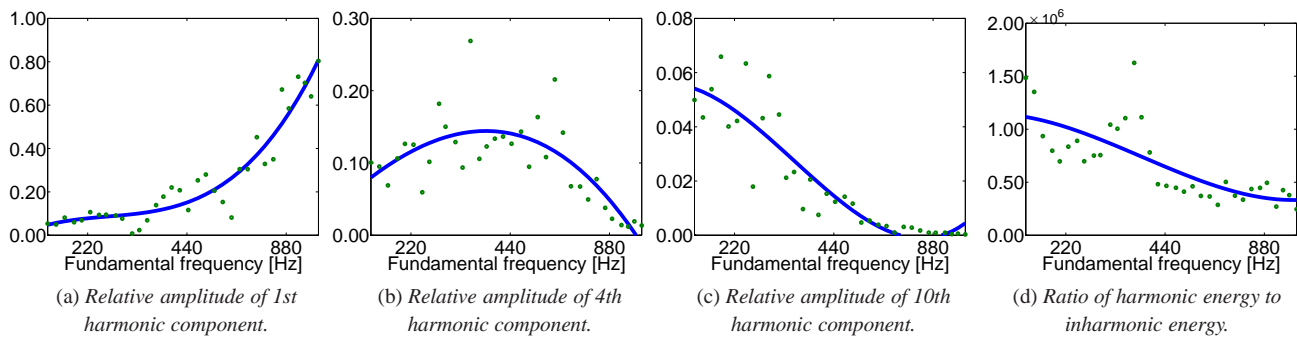 1.00
0.80
0.60
0.40
0.20
0.00
220
440
880
Fundamental frequency [Hz]
(a) Relative amplitude of 1st
harmonic component.
0.30
0.20
0.10
0.00
220
440
880
Fundamental frequency [Hz]
(b) Relative amplitude of 4th
harmonic component.
0.08
0.06
0.04
0.02
0.00
220
440
880
Fundamental frequency [Hz]
(c) Relative amplitude of 10th
harmonic component.
2.00 ×10⁶
1.50
1.00
0.50
0.00
220
440
880
Fundamental frequency [Hz]
(d) Ratio of harmonic energy to
inharmonic energy.